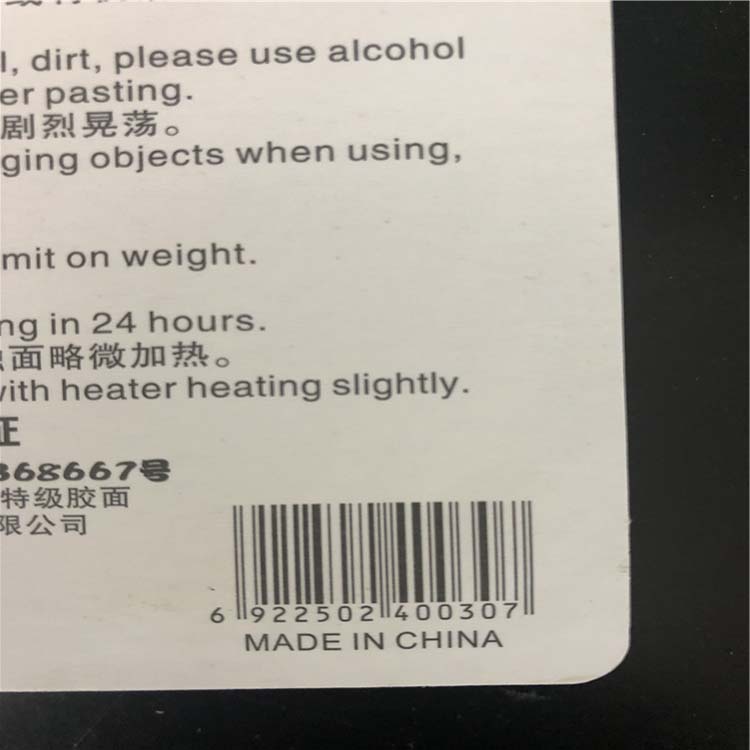 l, dirt, please use alcohol
er pasting.
剧烈晃荡。
ging objects when using,
mit on weight.
ng in 24 hours.
面略微加热。
with heater heating slightly.
证
368667号
特级胶面
限公司
6 922502 400307
MADE IN CHINA